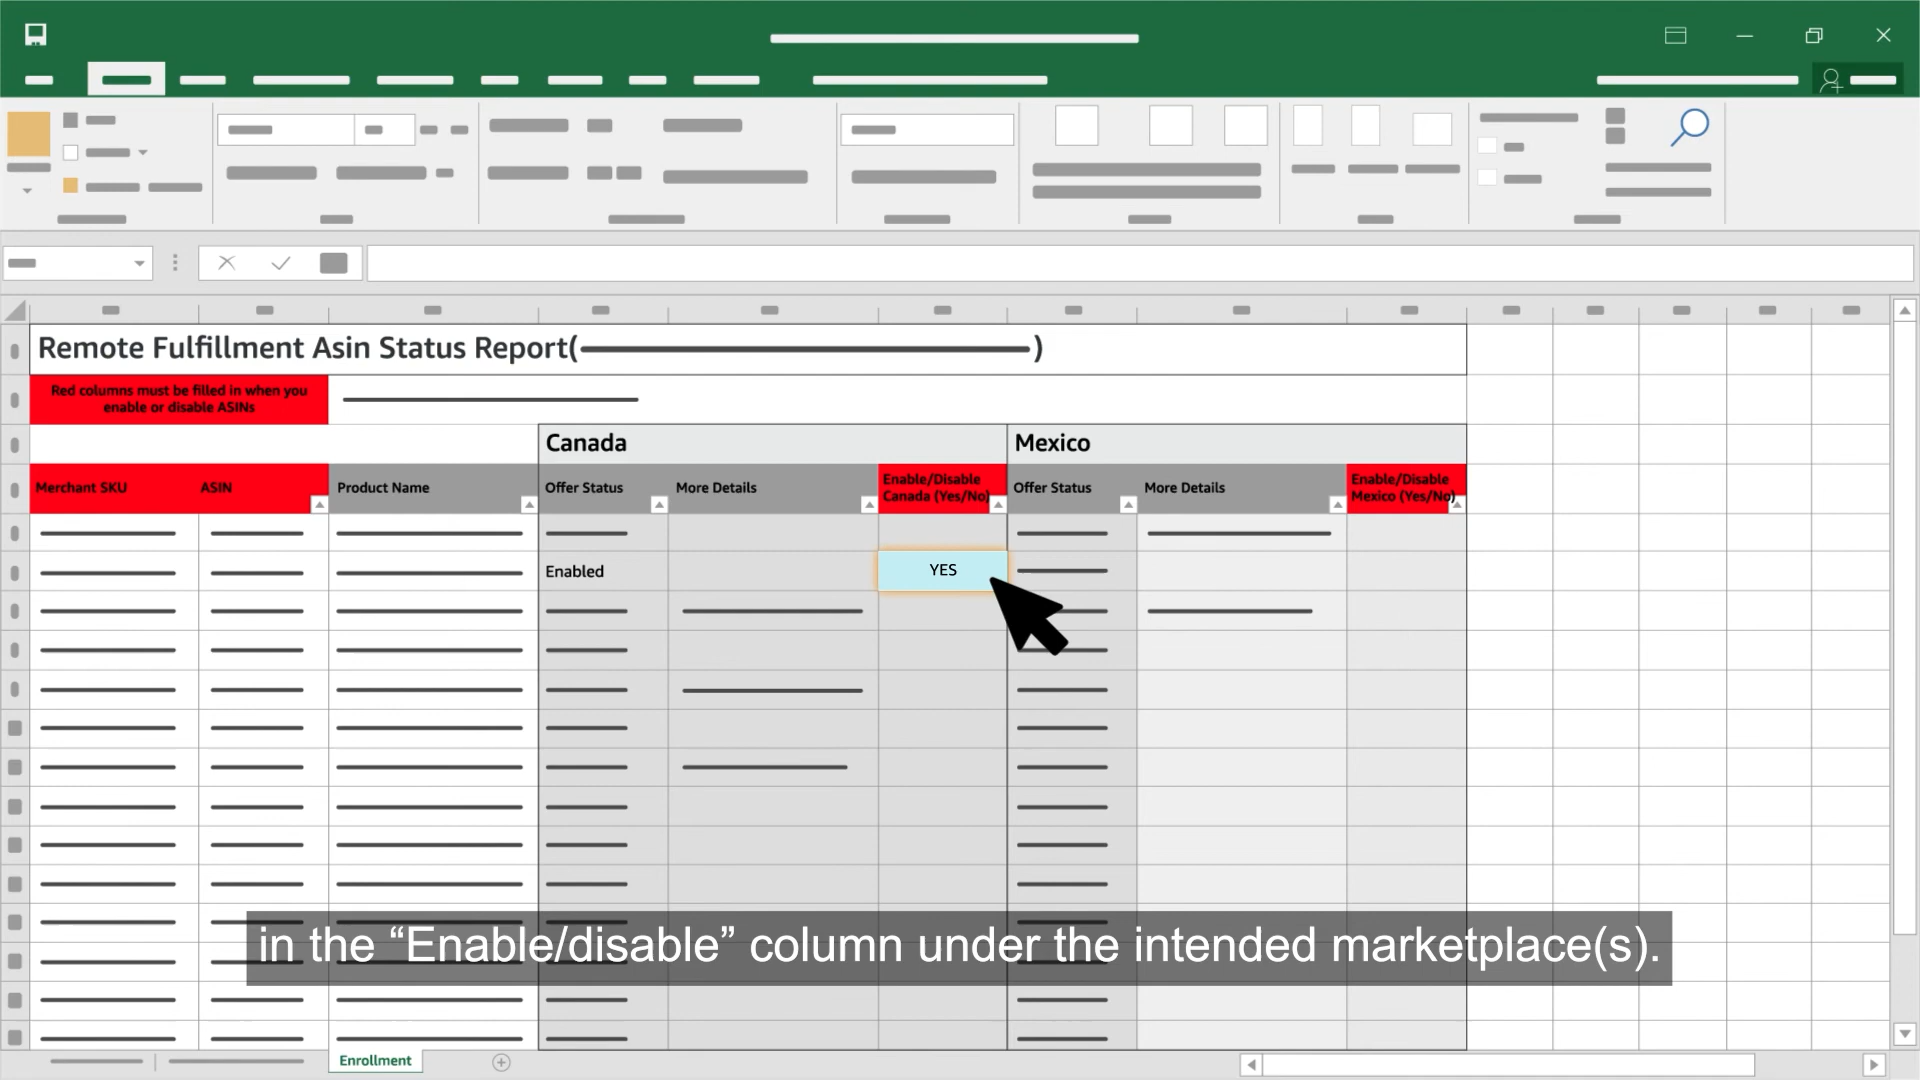 Remote Fulfillment Asin Status Report( )
Red columns must be filled in when you
enable or disable ASINs
Canada
Mexico
Merchant SKU
ASIN
Product Name
Offer Status
More Details
Enable/Disable
Canada (Yes/No)
Offer Status
More Details
Enable/Disable
Mexico (Yes/No)
Enabled
YES
in the “Enable/disable” column under the intended marketplace(s).
Enrollment